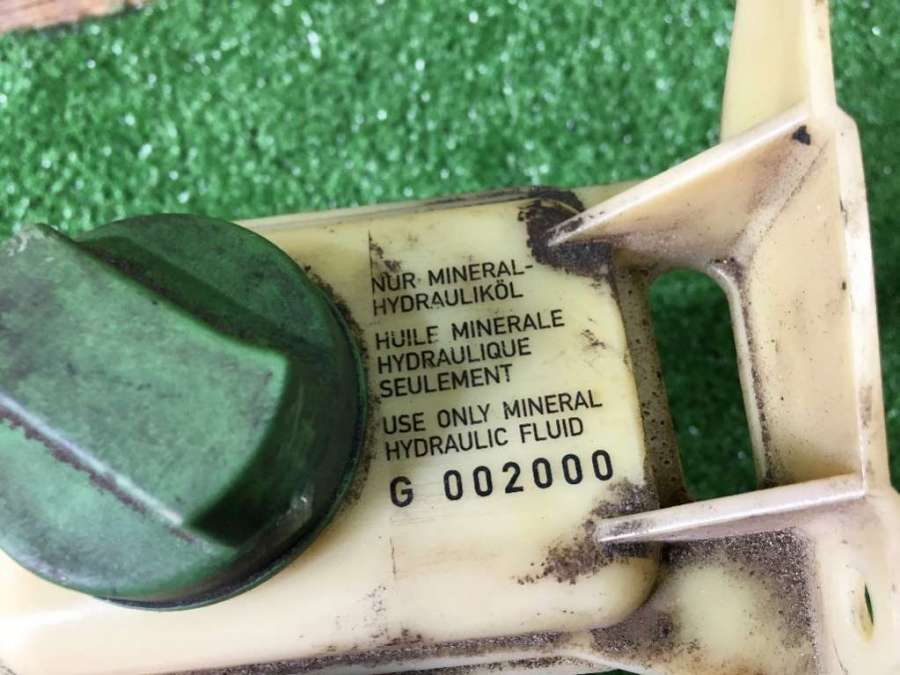 NUR MINERAL-
HYDRAULIKÖL
HUILE MINERALE
HYDRAULIQUE
SEULEMENT
USE ONLY MINERAL
HYDRAULIC FLUID
G 002000